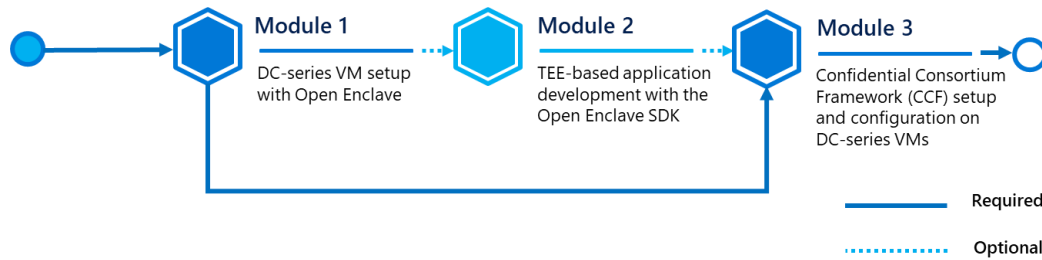 Module 1
DC-series VM setup
with Open Enclave
Module 2
TEE-based application
development with the
Open Enclave SDK
Module 3
Confidential Consortium
Framework (CCF) setup
and configuration on
DC-series VMs
Required
Optional